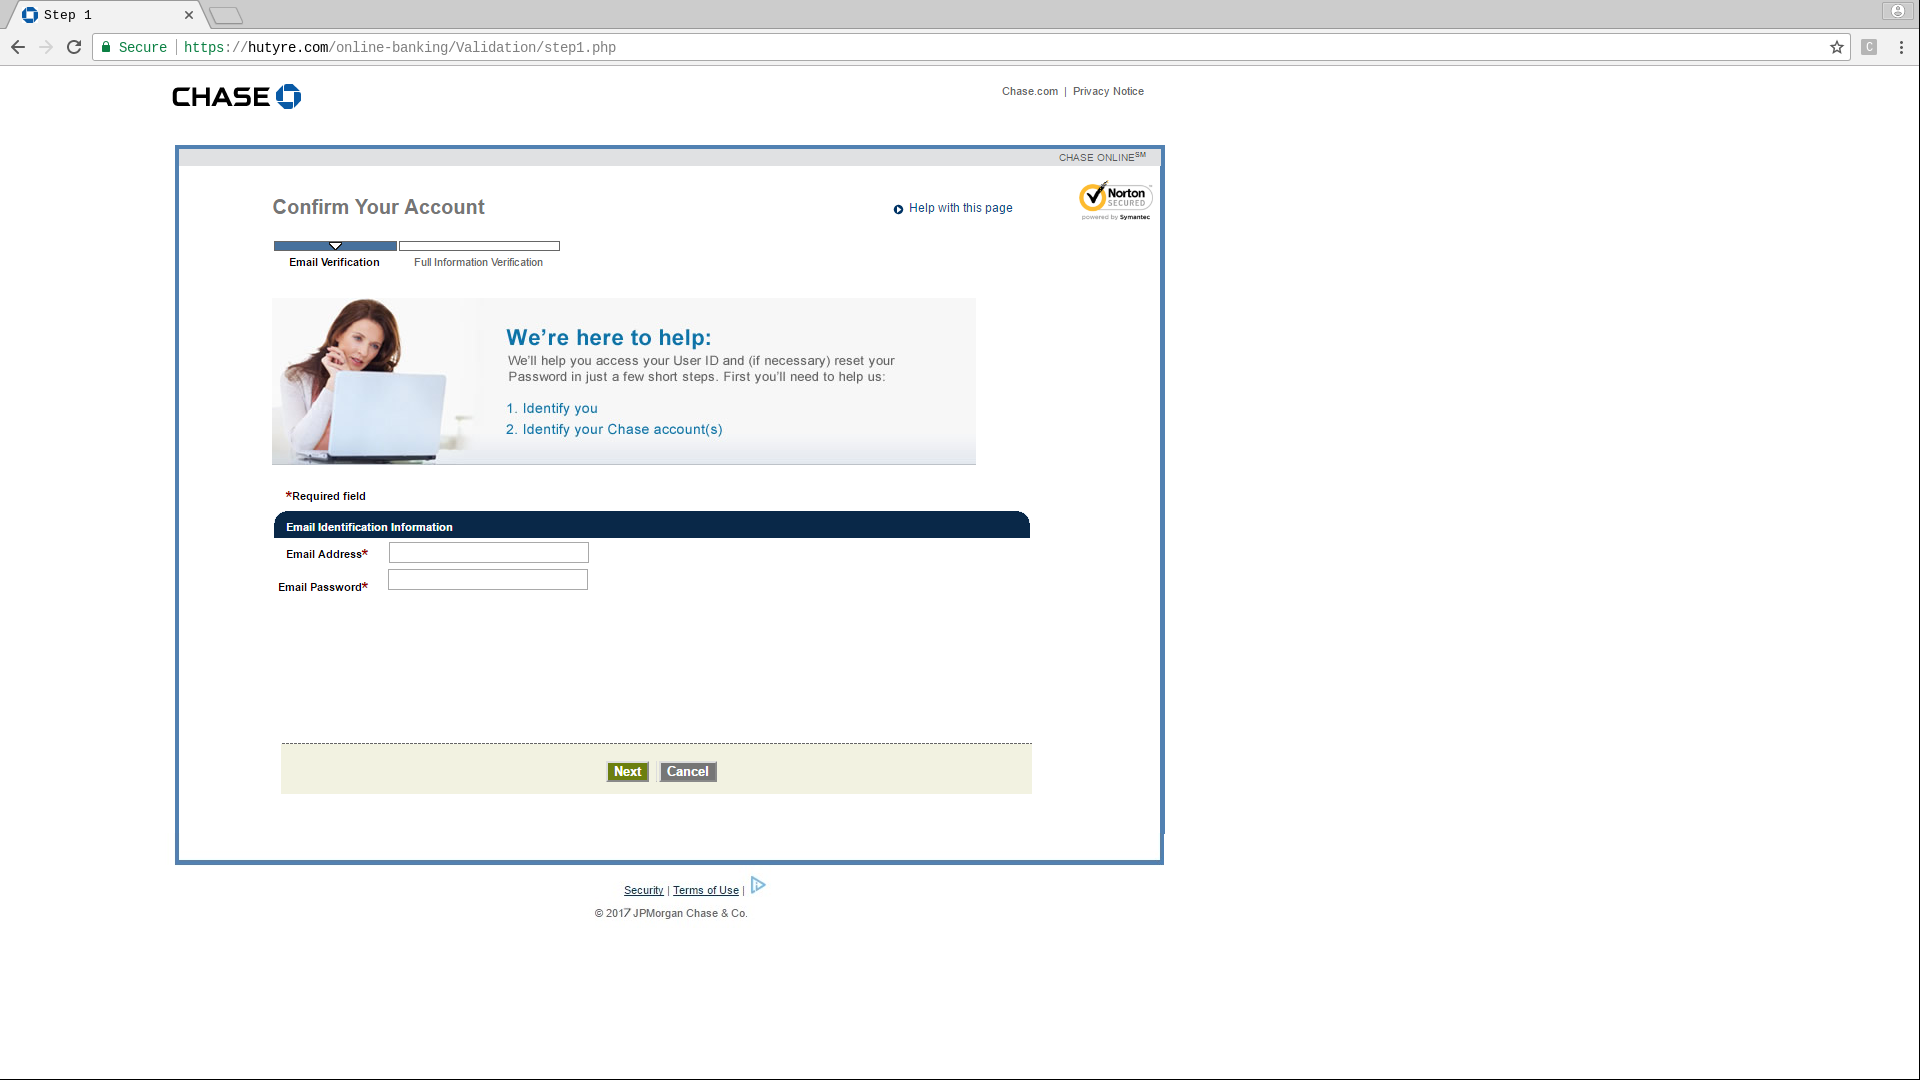 Step 1
Secure https://hutyre.com/online-banking/Validation/step1.php
C
CHASE
Chase.com | Privacy Notice
CHASE ONLINE℠
Norton
SECURED
powered by Symantec
Confirm Your Account
Help with this page
Email Verification
Full Information Verification
We’re here to help:
We’ll help you access your User ID and (if necessary) reset your
Password in just a few short steps. First you’ll need to help us:
1. Identify you
2. Identify your Chase account(s)
*Required field
Email Identification Information
Email Address*
Email Password*
Next Cancel
Security | Terms of Use |
© 2017 JPMorgan Chase & Co.